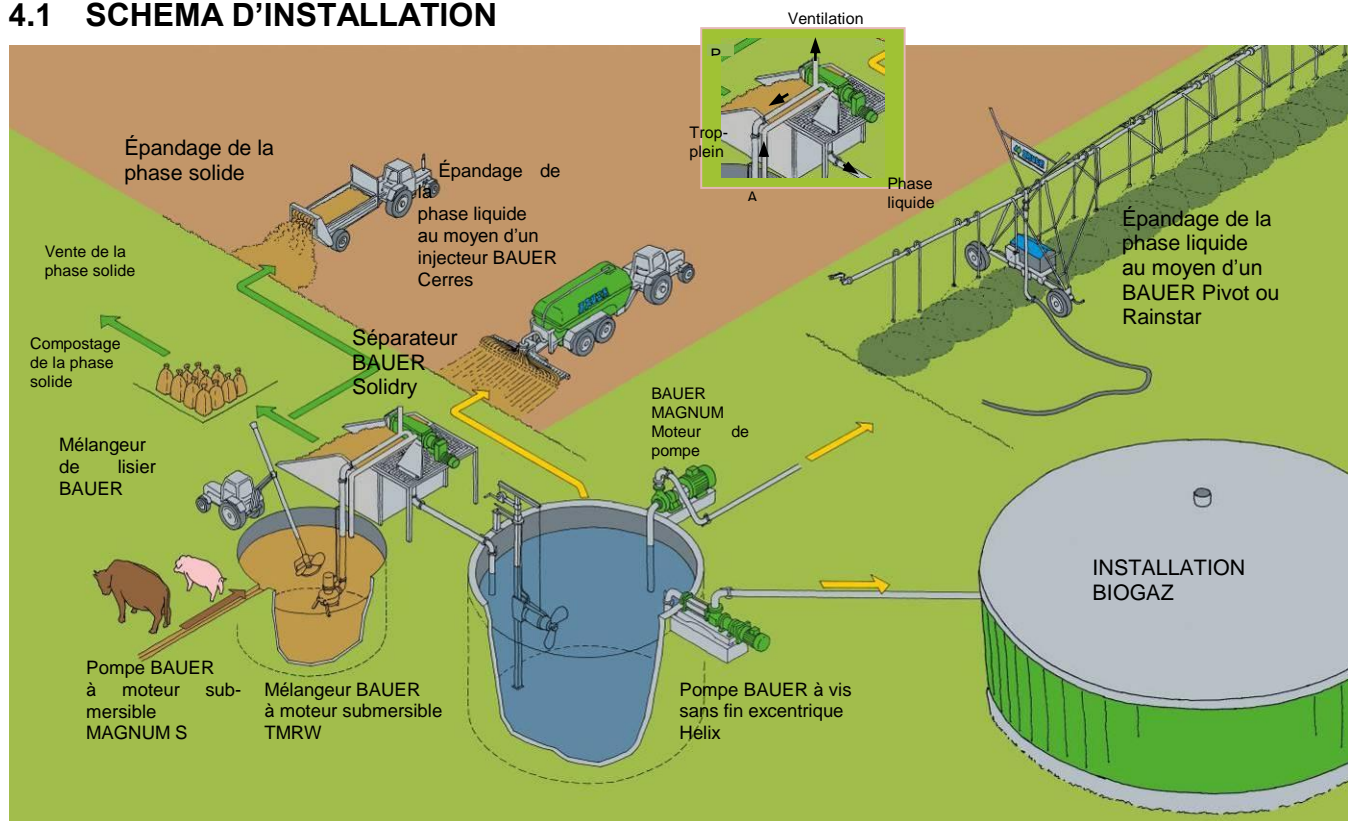 4.1 SCHEMA D'INSTALLATION
Ventilation
Trop-
plein
A
Phase
liquide
Épandage de la
phase solide
Épandage de
la
phase liquide
au moyen d'un
injecteur BAUER
Cerres
Vente de la
phase solide
Compostage
de la phase
solide
Séparateur
BAUER
Solidry
BAUER
MAGNUM
Moteur de
pompe
Épandage de la
phase liquide
au moyen d'un
BAUER Pivot ou
Rainstar
Mélangeur
de lisier
BAUER
INSTALLATION
BIOGAZ
Pompe BAUER
à moteur sub-
mersible
MAGNUM S
Mélangeur BAUER
à moteur submersible
TMRW
Pompe BAUER à vis
sans fin excentrique
Helix